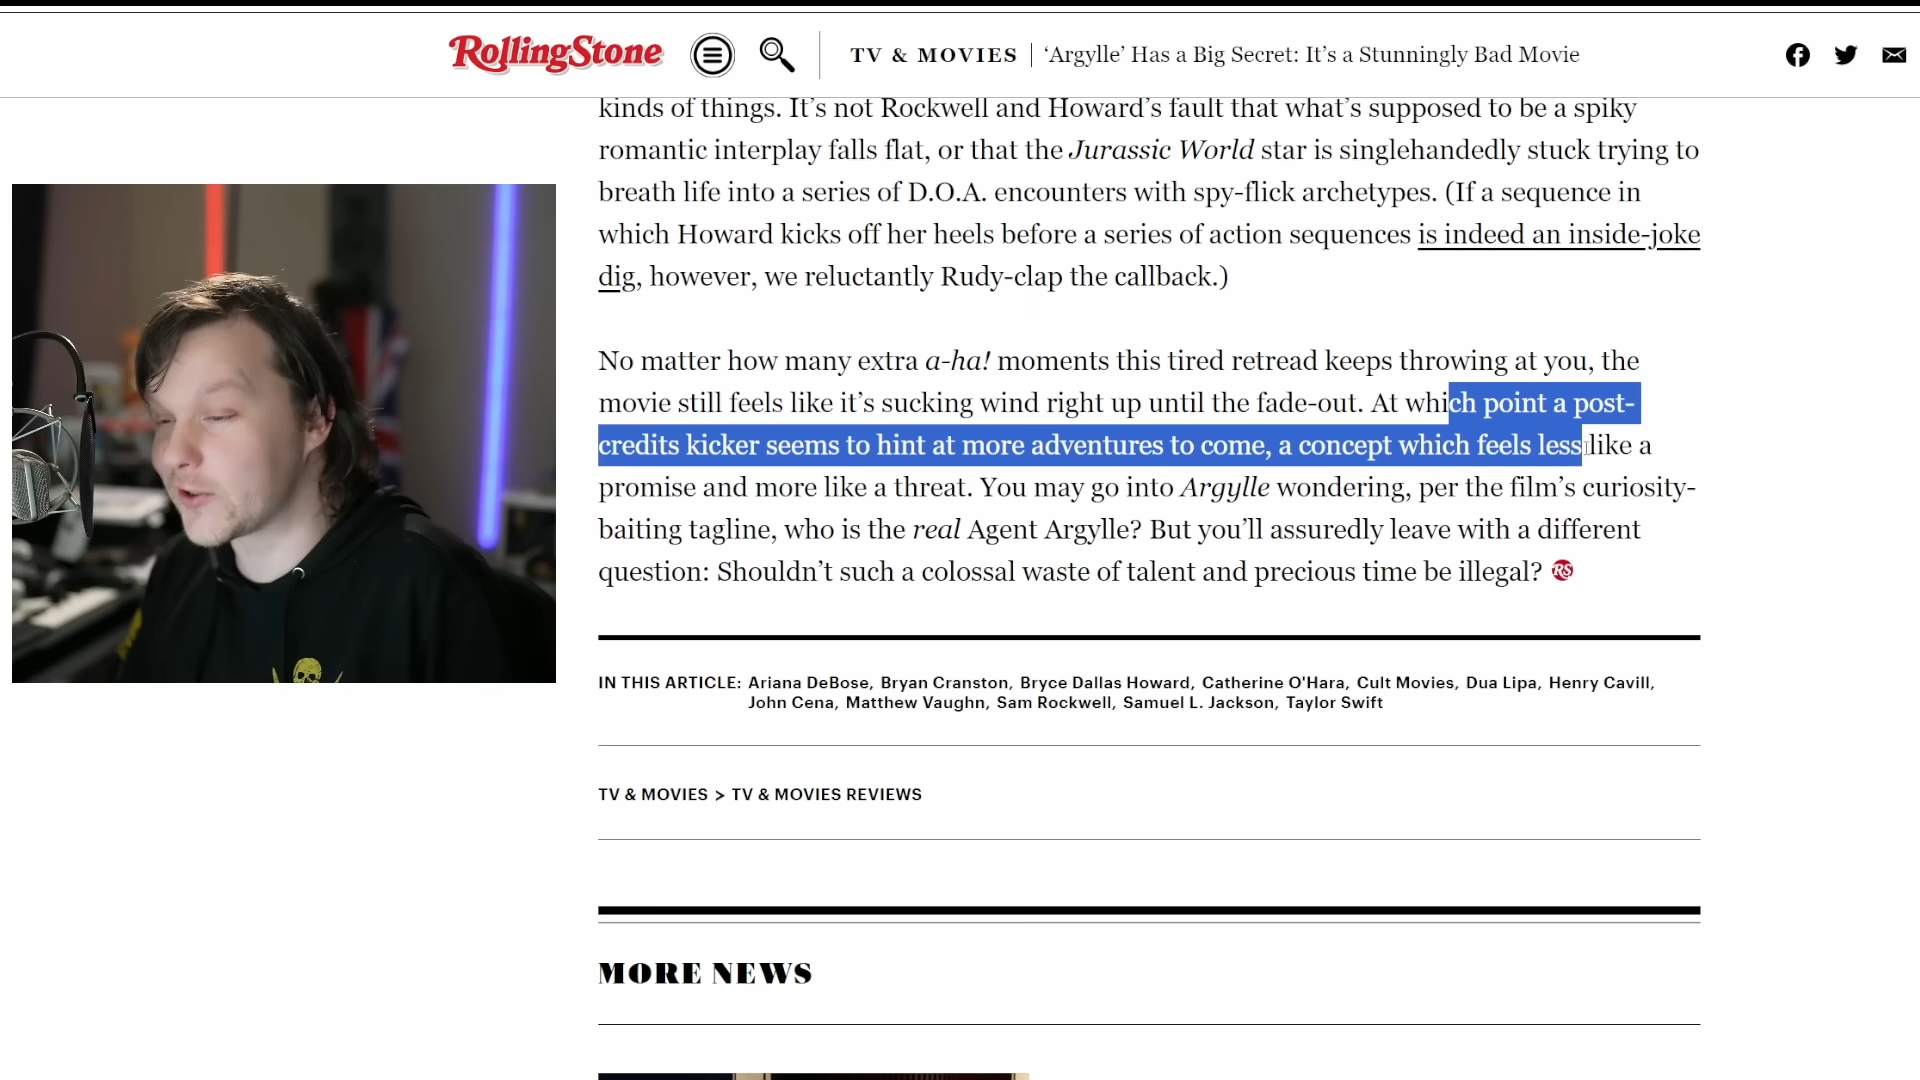 RollingStone
TV & MOVIES | ‘Argylle’ Has a Big Secret: It’s a Stunningly Bad Movie
kinds of things. It’s not Rockwell and Howard’s fault that what’s supposed to be a spiky
romantic interplay falls flat, or that the Jurassic World star is singlehandedly stuck trying to
breath life into a series of D.O.A. encounters with spy-flick archetypes. (If a sequence in
which Howard kicks off her heels before a series of action sequences is indeed an inside-joke
dig, however, we reluctantly Rudy-clap the callback.)
No matter how many extra a-ha! moments this tired retread keeps throwing at you, the
movie still feels like it’s sucking wind right up until the fade-out. At which point a post-
credits kicker seems to hint at more adventures to come, a concept which feels less like a
promise and more like a threat. You may go into Argylle wondering, per the film’s curiosity-
baiting tagline, who is the real Agent Argylle? But you’ll assuredly leave with a different
question: Shouldn’t such a colossal waste of talent and precious time be illegal? RS
IN THIS ARTICLE: Ariana DeBose, Bryan Cranston, Bryce Dallas Howard, Catherine O'Hara, Cult Movies, Dua Lipa, Henry Cavill,
John Cena, Matthew Vaughn, Sam Rockwell, Samuel L. Jackson, Taylor Swift
TV & MOVIES > TV & MOVIES REVIEWS
MORE NEWS